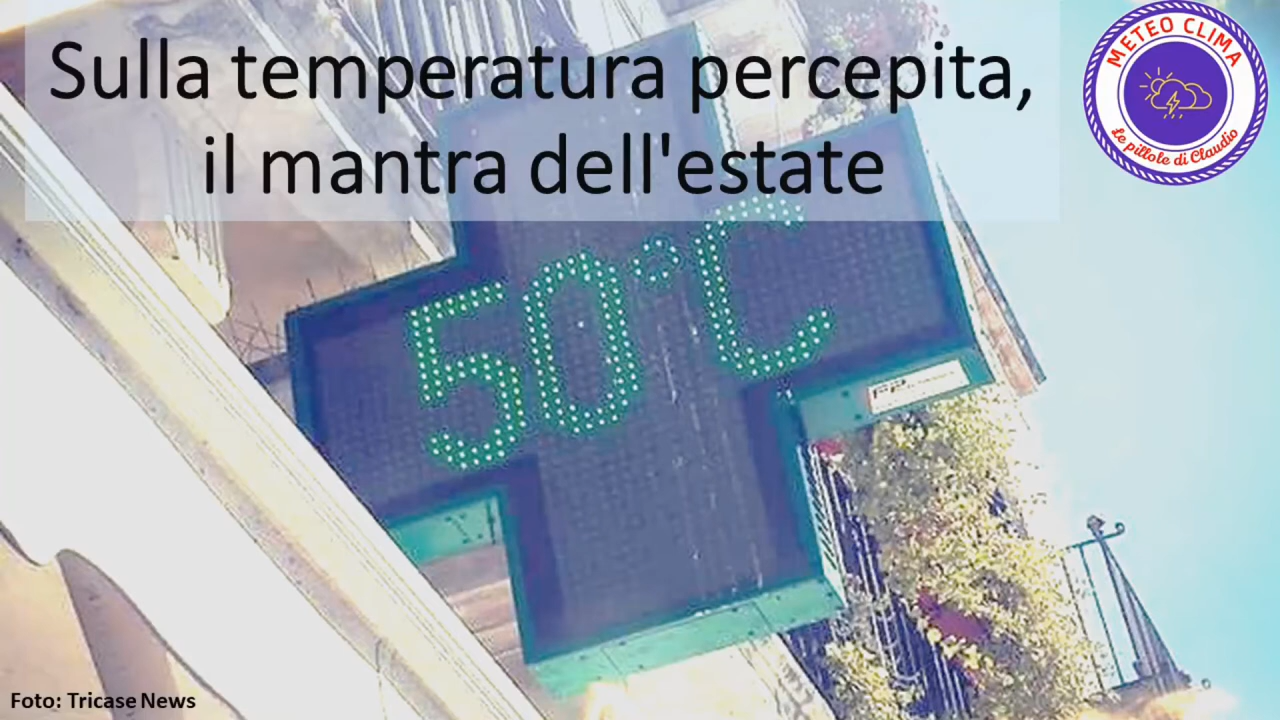 Sulla temperatura percepita,
il mantra dell'estate
METEO CLIMA
Le pillole di Claudio
50°C
Foto: Tricase News